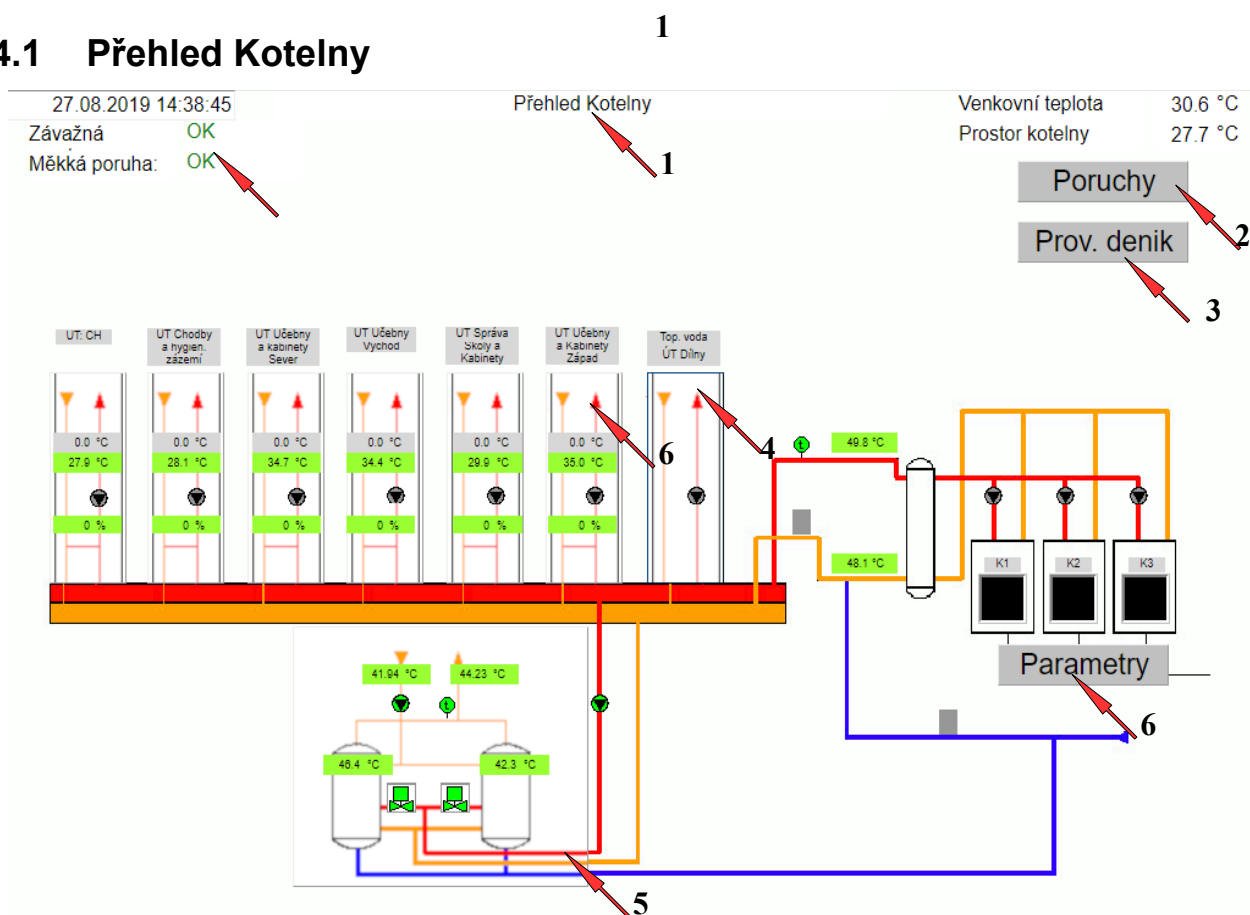 1
4.1 Přehled Kotelny
27.08.2019 14:38:45
Přehled Kotelny
Venkovní teplota 30.6 °C
Závažná OK
Prostor kotelny 27.7 °C
Měkká poruha: OK
1
Poruchy
2
Prov. denik
3
UT: CH
UT Chodby
a hygien.
zázemí
UT Učebny
a kabinety
Sever
UT Učebny
Vychod
UT Správa
Skoly a
Kabinety
UT Učebny
a Kabinety
Západ
Top. voda
ÚT Dílny
0.0 °C 0.0 °C 0.0 °C 0.0 °C 0.0 °C 0.0 °C
27.9 °C 28.1 °C 34.7 °C 34.4 °C 29.9 °C 35.0 °C
6
4
t
49.8 °C
0 % 0 % 0 % 0 % 0 % 0 %
48.1 °C
K1 K2 K3
Parametry
6
41.94 °C 44.23 °C
t
46.4 °C 42.3 °C
5